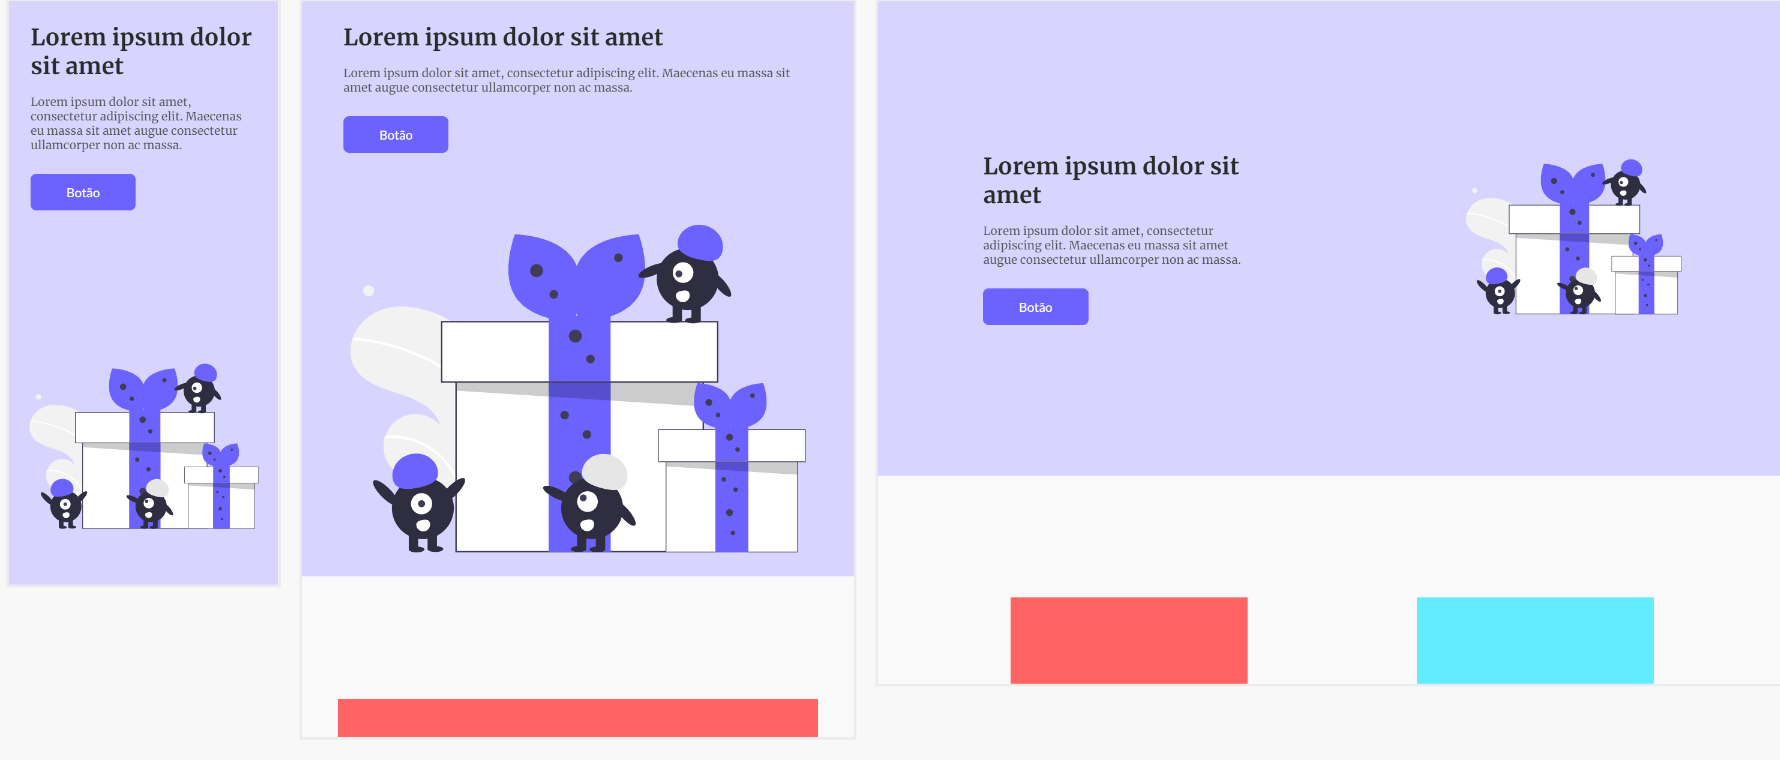 Lorem ipsum dolor
sit amet
Lorem ipsum dolor sit amet,
consectetur adipiscing elit. Maecenas
eu massa sit amet augue consectetur
ullamcorper non ac massa.
Botão
Lorem ipsum dolor sit amet
Lorem ipsum dolor sit amet, consectetur adipiscing elit. Maecenas eu massa sit
amet augue consectetur ullamcorper non ac massa.
Botão
Lorem ipsum dolor sit
amet
Lorem ipsum dolor sit amet, consectetur
adipiscing elit. Maecenas eu massa sit amet
augue consectetur ullamcorper non ac massa.
Botão